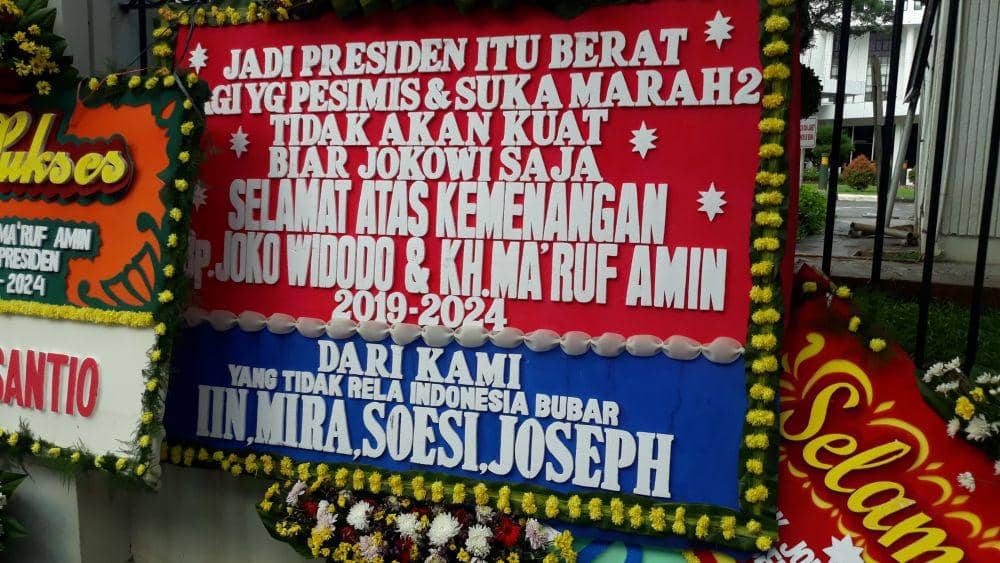 JADI PRESIDEN ITU BERAT
YG PESIMIS & SUKA MARAH2
TIDAK AKAN KUAT
BIAR JOKOWI SAJA
SELAMAT ATAS KEMENANGAN
P.JOKO WIDODO & KH.MA'RUF AMIN
2019-2024
DARI KAMI
YANG TIDAK RELA INDONESIA BUBAR
IIN,MIRA,SOESI,JOSEPH
Sukses
MA'RUF AMIN
PRESIDEN
-2024
SANTIO
Selam